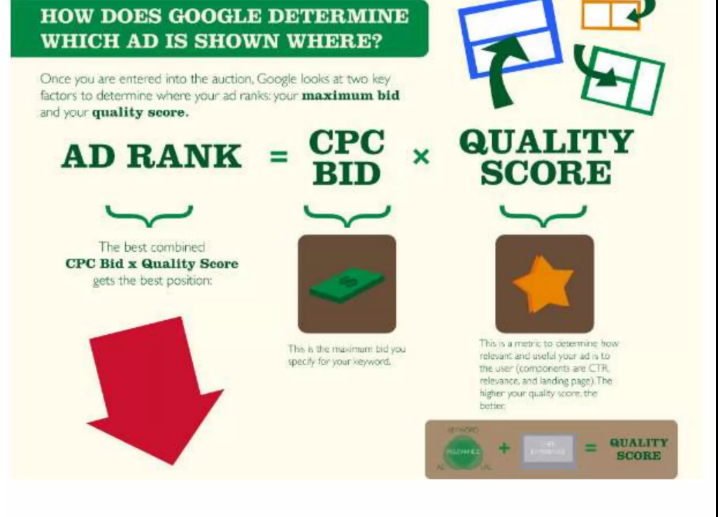 HOW DOES GOOGLE DETERMINE
WHICH AD IS SHOWN WHERE?
Once you are entered into the auction, Google looks at two key
factors to determine where your ad ranks: your maximum bid
and your quality score.
AD RANK = CPC BID × QUALITY SCORE
The best combined
CPC Bid x Quality Score
gets the best position:
This is the maximum bid you
specify for your keyword.
This is a metric to determine how
relevant and useful your ad is to
the user (components are CTR,
relevance, and landing page). The
higher your quality score, the
better.
KEYWORD
RELEVANCE
+
= QUALITY
SCORE